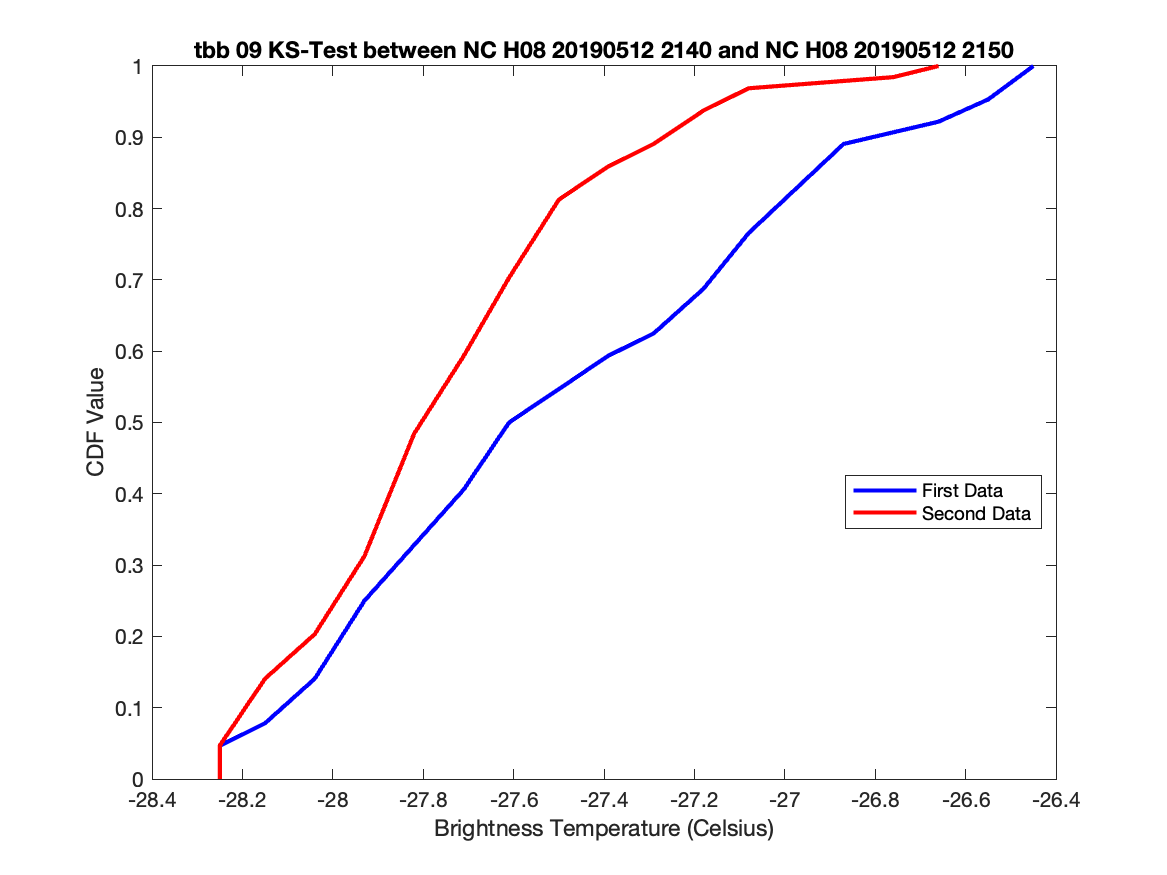 tbb 09 KS-Test between NC H08 20190512 2140 and NC H08 20190512 2150
1
0.9
0.8
0.7
0.6
0.5
0.4
0.3
0.2
0.1
0
CDF Value
First Data
Second Data
-28.4 -28.2 -28 -27.8 -27.6 -27.4 -27.2 -27 -26.8 -26.6 -26.4
Brightness Temperature (Celsius)